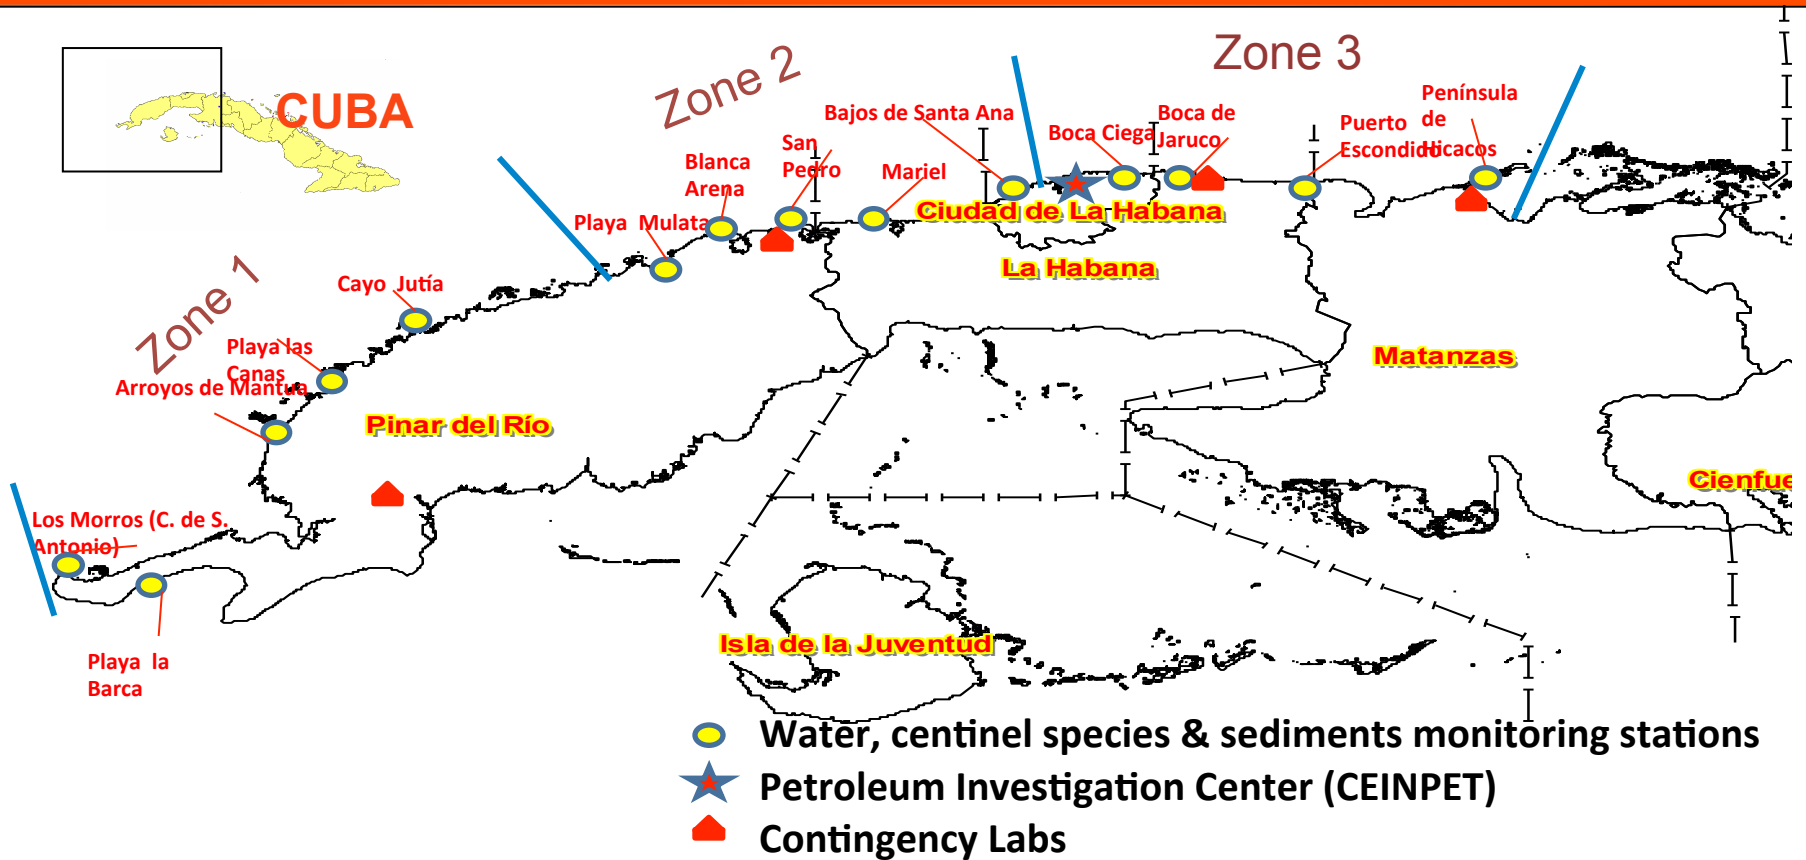 Zone 3
Zone 2
CUBA
Península
de
Hicacos
Bajos de Santa Ana
Boca de
Jaruco
Boca Ciega
Puerto
Escondido
San
Pedro
Blanca
Arena
Mariel
Playa  Mulata
Ciudad de La Habana
La Habana
Zone 1
Cayo  Jutía
Playa las
Canas
Arroyos de Mantua
Matanzas
Pinar del Río
Cienfue
Los Morros (C. de S.
Antonio)
Playa  la
Barca
Isla de la Juventud
Water, centinel species & sediments monitoring stations
Petroleum Investigation Center (CEINPET)
Contingency Labs